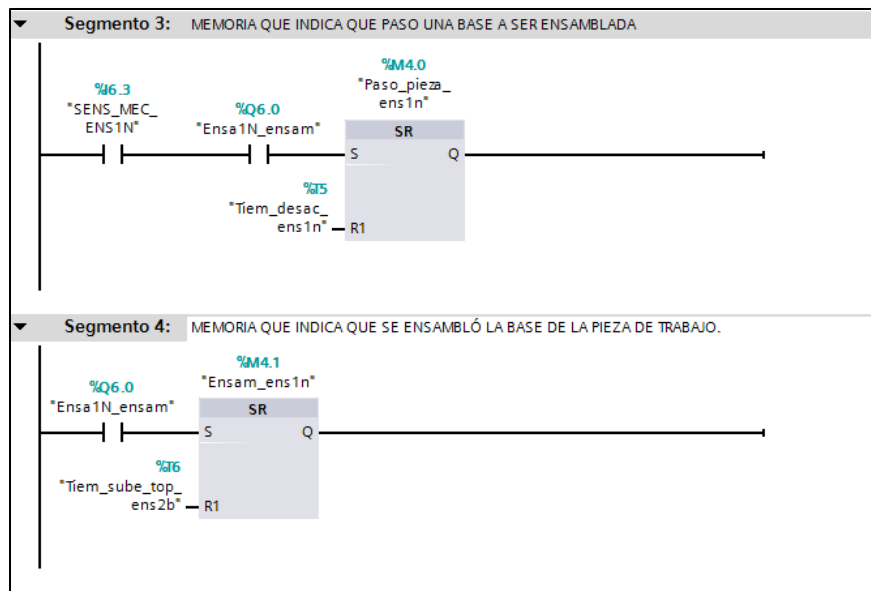 Segmento 3: MEMORIA QUE INDICA QUE PASO UNA BASE A SER ENSAMBLADA
%M4.0
"Paso_pieza_
ens1n"
%I6.3
"SENS_MEC_
ENS1N"
%Q6.0
"Ensa1N_ensam"
SR
S Q
%T5
"Tiem_desac_
ens1n"
R1
Segmento 4: MEMORIA QUE INDICA QUE SE ENSAMBLÓ LA BASE DE LA PIEZA DE TRABAJO.
%M4.1
"Ensam_ens1n"
%Q6.0
"Ensa1N_ensam"
SR
S Q
%T6
"Tiem_sube_top_
ens2b"
R1